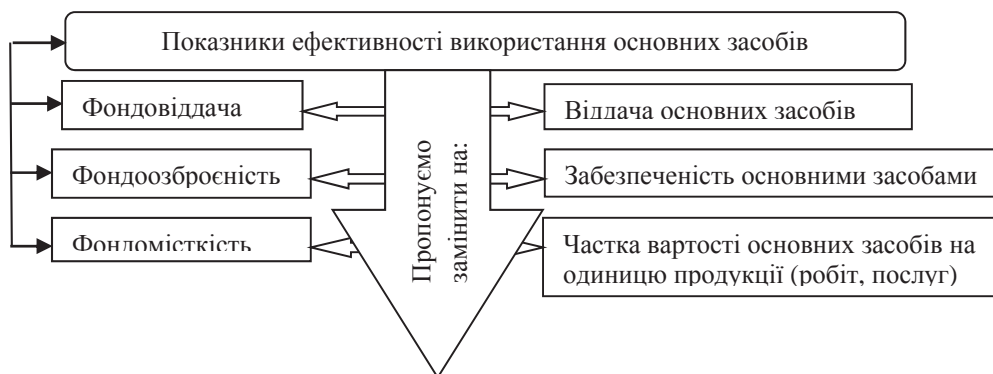 Показники ефективності використання основних засобів
Фондовіддача
Віддача основних засобів
Фондоозброєність
Забезпеченість основними засобами
Фондомісткість
Частка вартості основних засобів на
одиницю продукції (робіт, послуг)
Пропонуємо
замінити на: